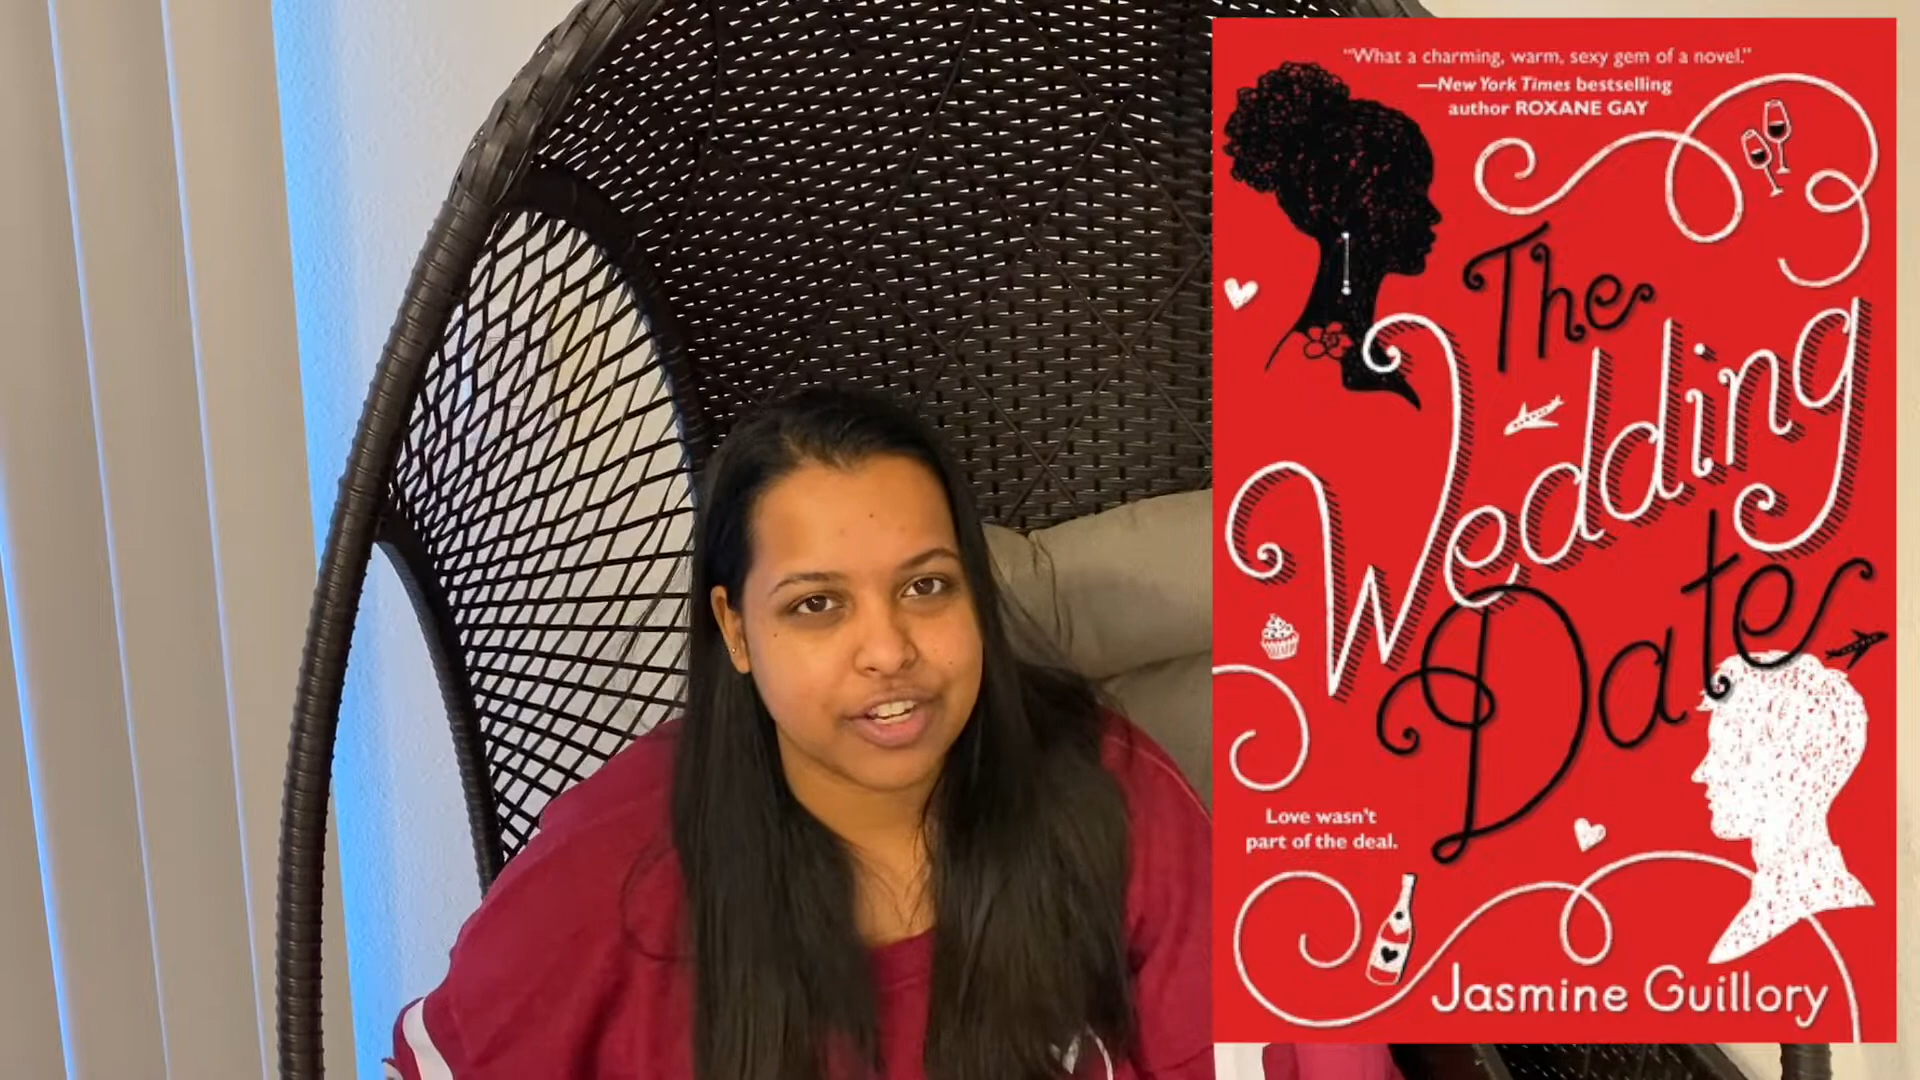 “What a charming, warm, sexy gem of a novel.”
—New York Times bestselling
author ROXANE GAY
The
Wedding
Date
Love wasn't
part of the deal.
Jasmine Guillory